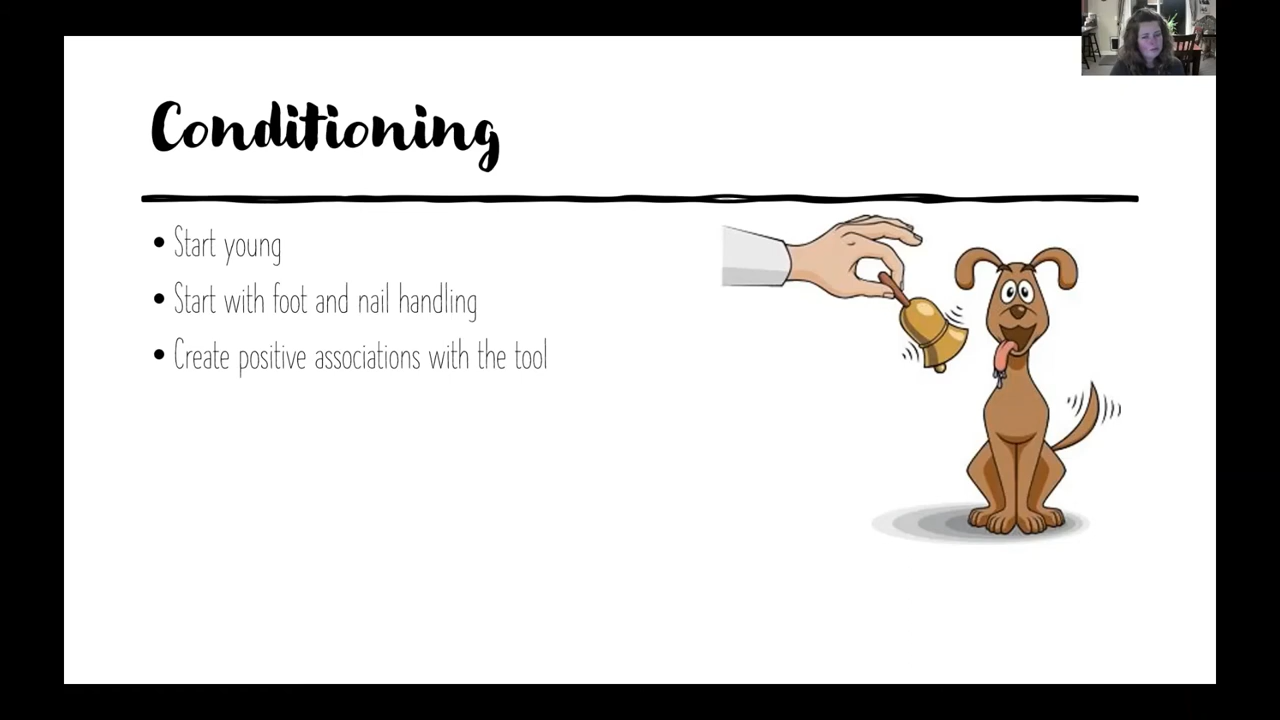 Conditioning
• Start young
• Start with foot and nail handling
• Create positive associations with the tool